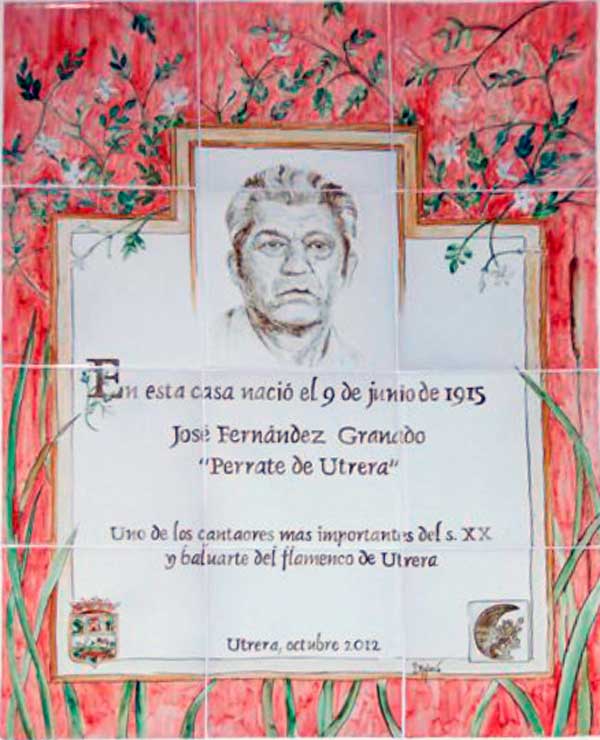 En esta casa nació el 9 de junio de 1915
José Fernández Granado
"Perrate de Utrera"
Uno de los cantaores mas importantes del s. XX
y baluarte del flamenco de Utrera
Utrera, octubre 2012